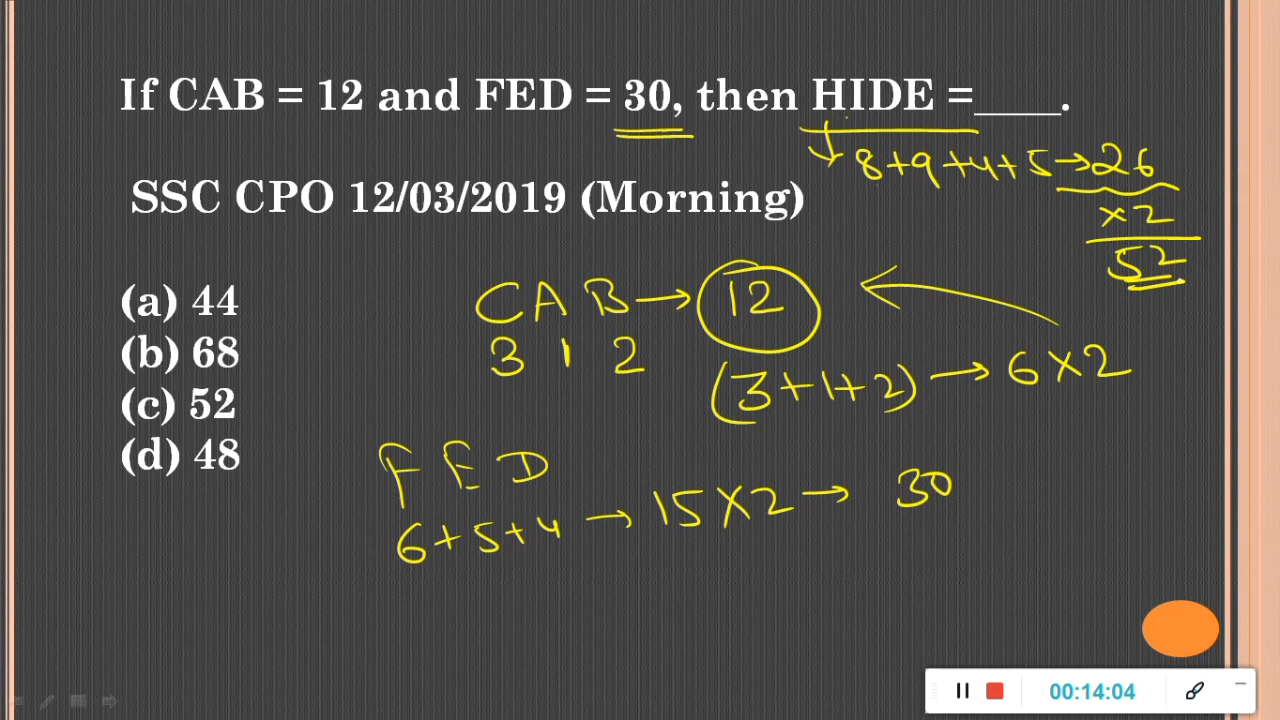 If CAB = 12 and FED = 30, then HIDE =____.
8+9+4+5→26
×2
52
SSC CPO 12/03/2019 (Morning)
(a) 44
(b) 68
(c) 52
(d) 48
CAB→12
3 1 2
(3+1+2)→6×2
FED
6+5+4→15×2→30
00:14:04